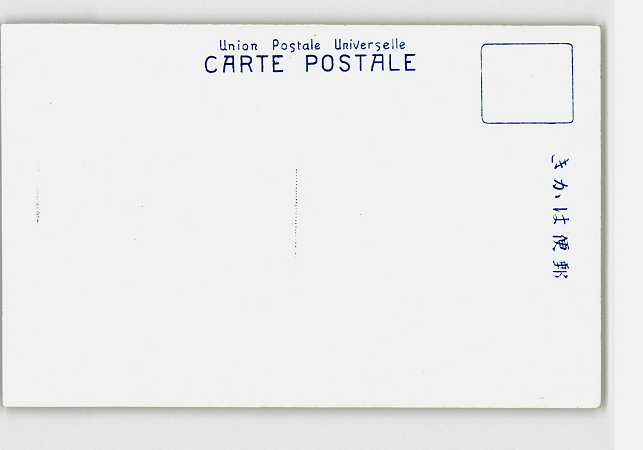 Union Postale Universelle
CARTE POSTALE
きかは便郵